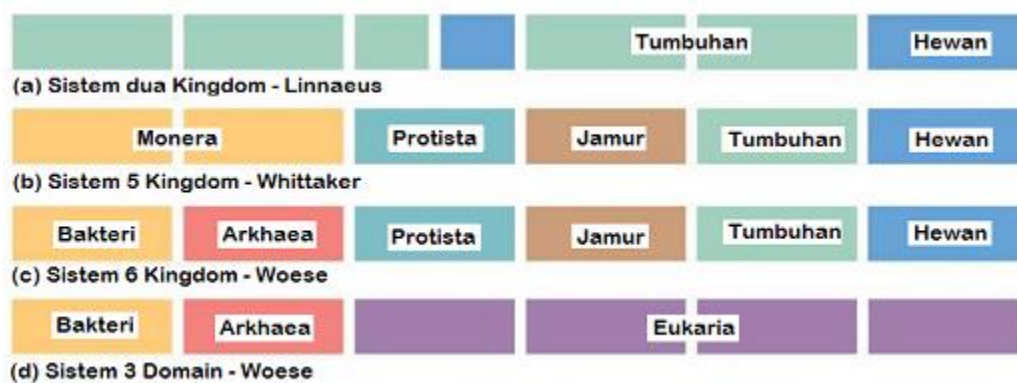 Tumbuhan Hewan
(a) Sistem dua Kingdom - Linnaeus
Monera Protista Jamur Tumbuhan Hewan
(b) Sistem 5 Kingdom - Whittaker
Bakteri Arkhaea Protista Jamur Tumbuhan Hewan
(c) Sistem 6 Kingdom - Woese
Bakteri Arkhaea Eukaria
(d) Sistem 3 Domain - Woese